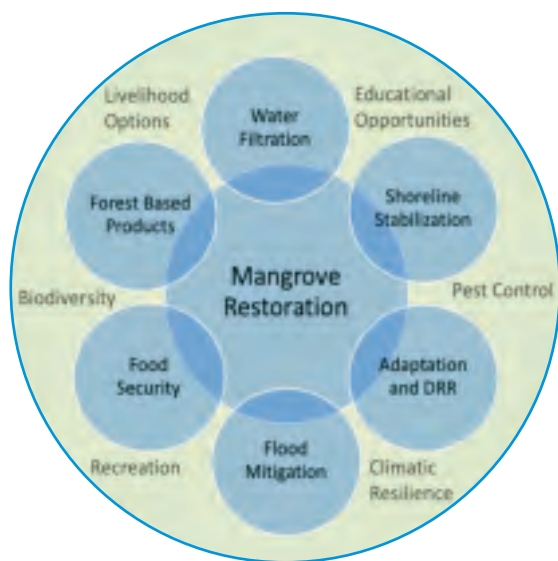 Livelihood
Options
Water
Filtration
Educational
Opportunities
Forest Based
Products
Shoreline
Stabilization
Mangrove
Restoration
Biodiversity
Pest Control
Food
Security
Adaptation
and DRR
Recreation
Flood
Mitigation
Climatic
Resilience